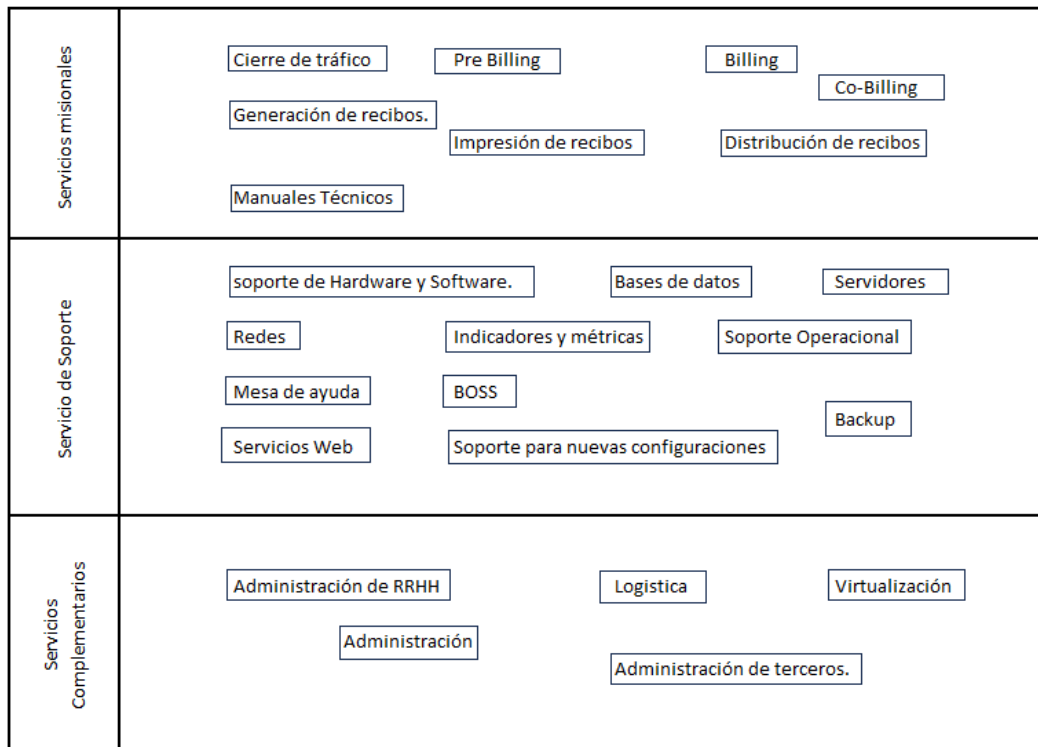 Servicios misionales
Cierre de tráfico
Pre Billing
Billing
Co-Billing
Generación de recibos.
Impresión de recibos
Distribución de recibos
Manuales Técnicos
Servicio de Soporte
soporte de Hardware y Software.
Bases de datos
Servidores
Redes
Indicadores y métricas
Soporte Operacional
Mesa de ayuda
BOSS
Backup
Servicios Web
Soporte para nuevas configuraciones
Servicios
Complementarios
Administración de RRHH
Logistica
Virtualización
Administración
Administración de terceros.